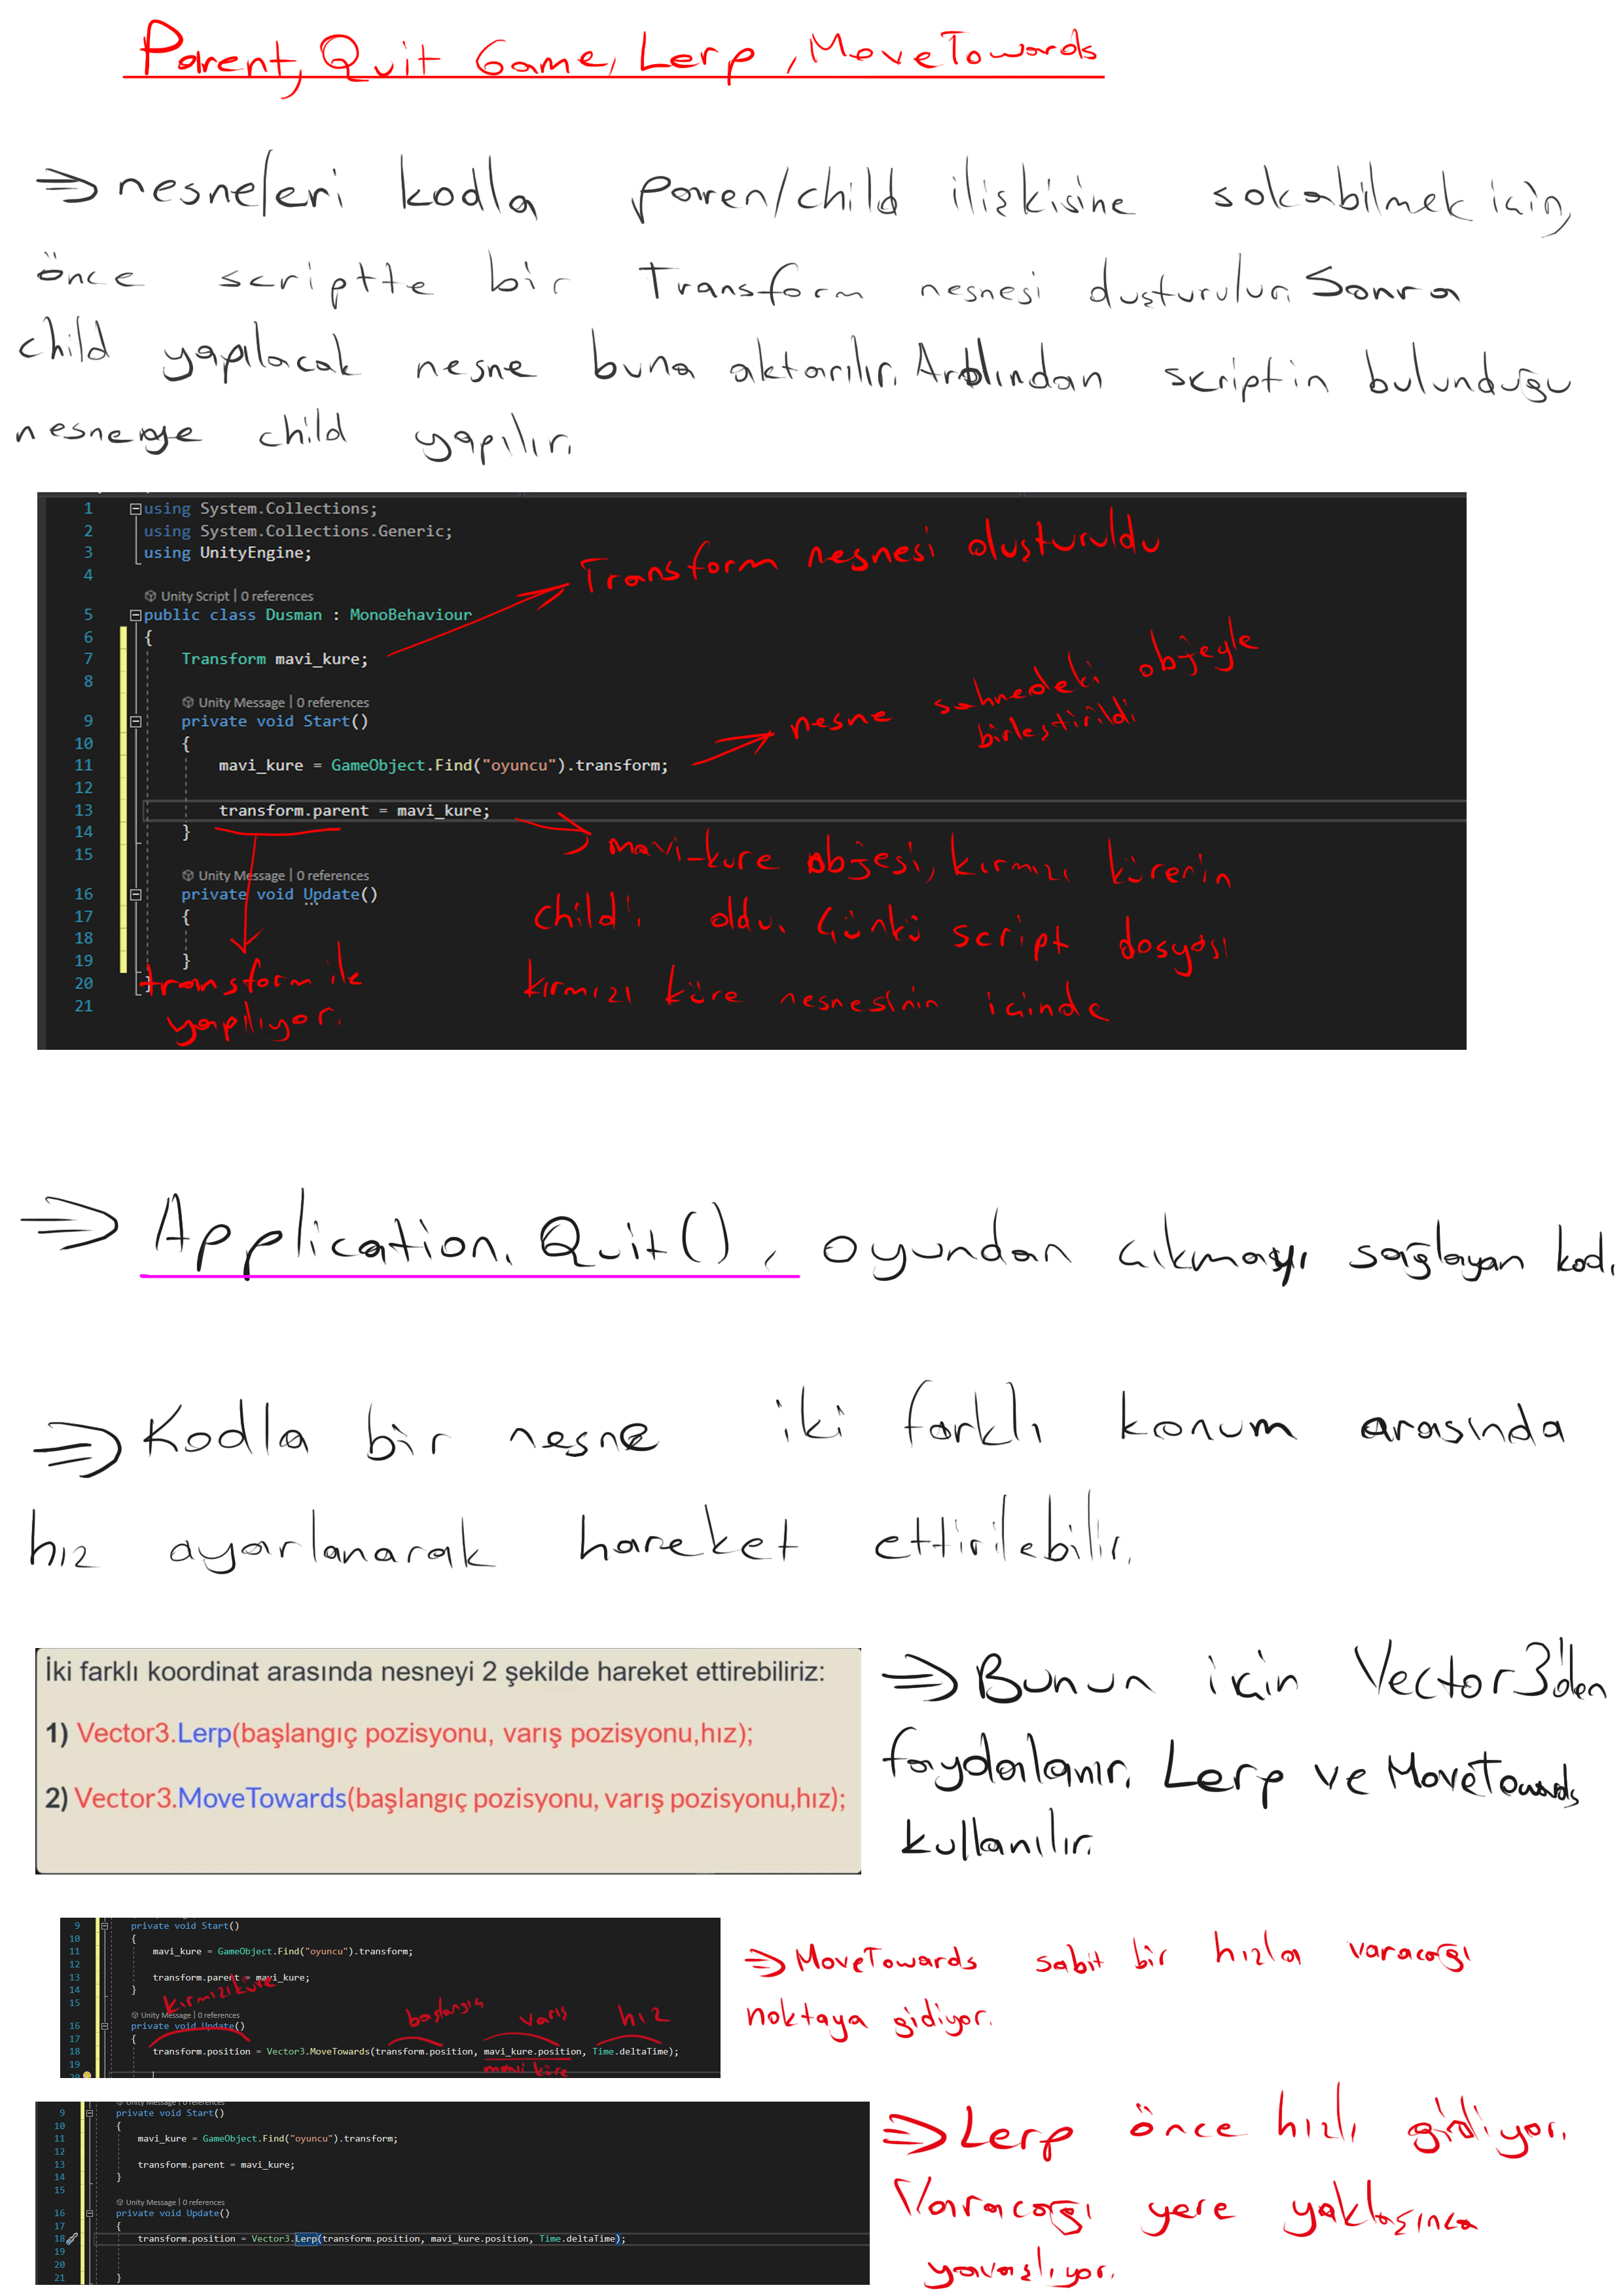 Parent, Quit Game, Lerp, MoveTowards
⇒ nesneleri kodla paren/child ilişkisine sokabilmek için,
önce scriptte bir Transform nesnesi oluşturulur. Sonra
child yapılacak nesne buna aktarılır. Ardından scriptin bulunduğu
nesneye child yapılır.
1 using System.Collections;
2 using System.Collections.Generic;
3 using UnityEngine;
4
Transform nesnesi oluşturuldu
Unity Script | 0 references
5 public class Dusman : MonoBehaviour
6 {
7 Transform mavi_kure;
8
nesne sahnedeki objeyle
birleştirildi
Unity Message | 0 references
9 private void Start()
10 {
11 mavi_kure = GameObject.Find("oyuncu").transform;
12
13 transform.parent = mavi_kure;
14 }
15
mavi_kure objesi, kırmızı kürenin
child'ı oldu. Çünkü script dosyası
kırmızı küre nesnesinin içinde
Unity Message | 0 references
16 private void Update()
17 {
18
19 }
20 }
21
transform ile
yapılıyor.
⇒ Application.Quit(), oyundan çıkmayı sağlayan kod.
⇒ Kodla bir nesne iki farklı konum arasında
hız ayarlanarak hareket ettirilebilir.
İki farklı koordinat arasında nesneyi 2 şekilde hareket ettirebiliriz:
1) Vector3.Lerp(başlangıç pozisyonu, varış pozisyonu,hız);
2) Vector3.MoveTowards(başlangıç pozisyonu, varış pozisyonu,hız);
⇒ Bunun için Vector3'den
faydalanır. Lerp ve MoveTowards
kullanılır.
9 private void Start()
10 {
11 mavi_kure = GameObject.Find("oyuncu").transform;
12
13 transform.parent = mavi_kure;
14 }
15
kırmızı küre
Unity Message | 0 references
16 private void Update()
17 {
başlangıç varış hız
18 transform.position = Vector3.MoveTowards(transform.position, mavi_kure.position, Time.deltaTime);
mavi küre
19
20
⇒ MoveTowards sabit bir hızla varacağı
noktaya gidiyor.
Unity Message | 0 references
9 private void Start()
10 {
11 mavi_kure = GameObject.Find("oyuncu").transform;
12
13 transform.parent = mavi_kure;
14 }
15
Unity Message | 0 references
16 private void Update()
17 {
18 transform.position = Vector3.Lerp(transform.position, mavi_kure.position, Time.deltaTime);
19
20
21 }
⇒ Lerp önce hızlı gidiyor.
Varacağı yere yaklaşınca
yavaşlıyor.